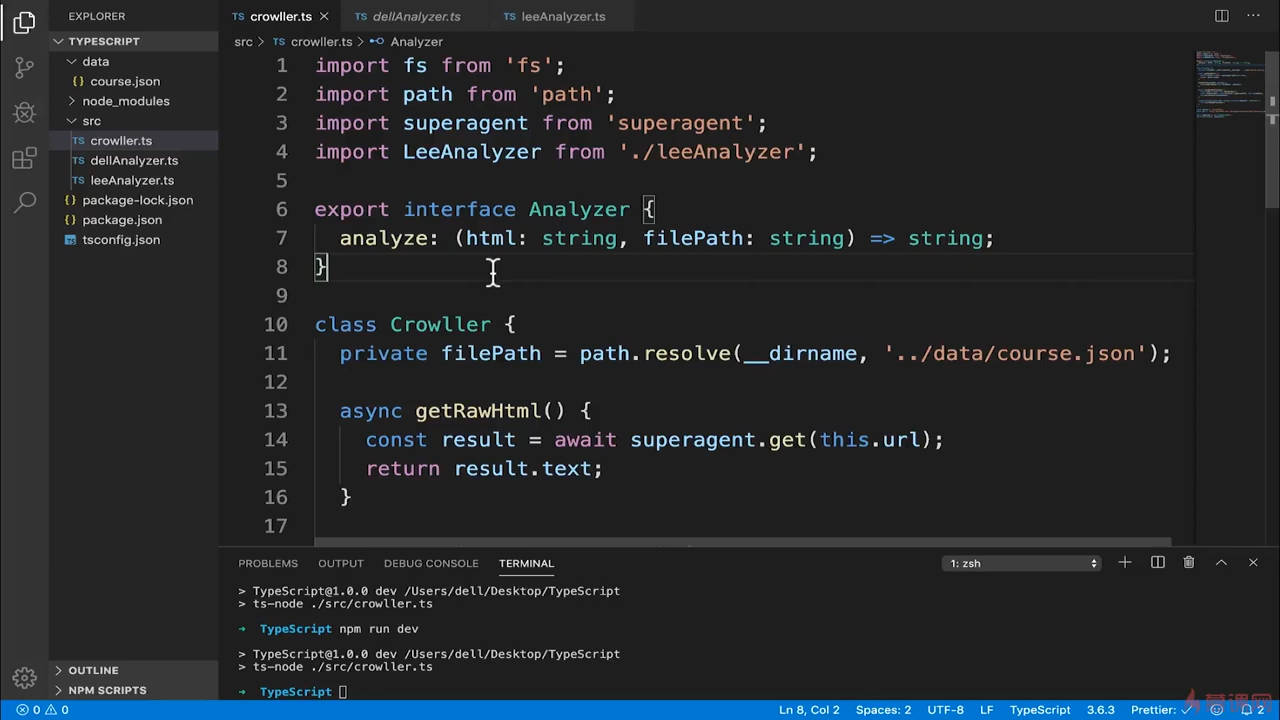 EXPLORER
TS crowller.ts
TS dellAnalyzer.ts
TS leeAnalyzer.ts
TYPESCRIPT
src > TS crowller.ts > Analyzer
data
{} course.json
node_modules
src
TS crowller.ts
TS dellAnalyzer.ts
TS leeAnalyzer.ts
{} package-lock.json
{} package.json
{} tsconfig.json
1 import fs from 'fs';
2 import path from 'path';
3 import superagent from 'superagent';
4 import LeeAnalyzer from './leeAnalyzer';
5
6 export interface Analyzer {
7 analyze: (html: string, filePath: string) => string;
8 }
9
10 class Crowller {
11 private filePath = path.resolve(__dirname, '../data/course.json');
12
13 async getRawHtml() {
14 const result = await superagent.get(this.url);
15 return result.text;
16 }
17
PROBLEMS OUTPUT DEBUG CONSOLE TERMINAL 1: zsh
> TypeScript@1.0.0 dev /Users/dell/Desktop/TypeScript
> ts-node ./src/crowller.ts
→ TypeScript npm run dev
> TypeScript@1.0.0 dev /Users/dell/Desktop/TypeScript
> ts-node ./src/crowller.ts
→ TypeScript
OUTLINE
NPM SCRIPTS
0 0
Ln 8, Col 2 Spaces: 2 UTF-8 LF TypeScript 3.6.3 Prettier: ✓ 2
慕课网